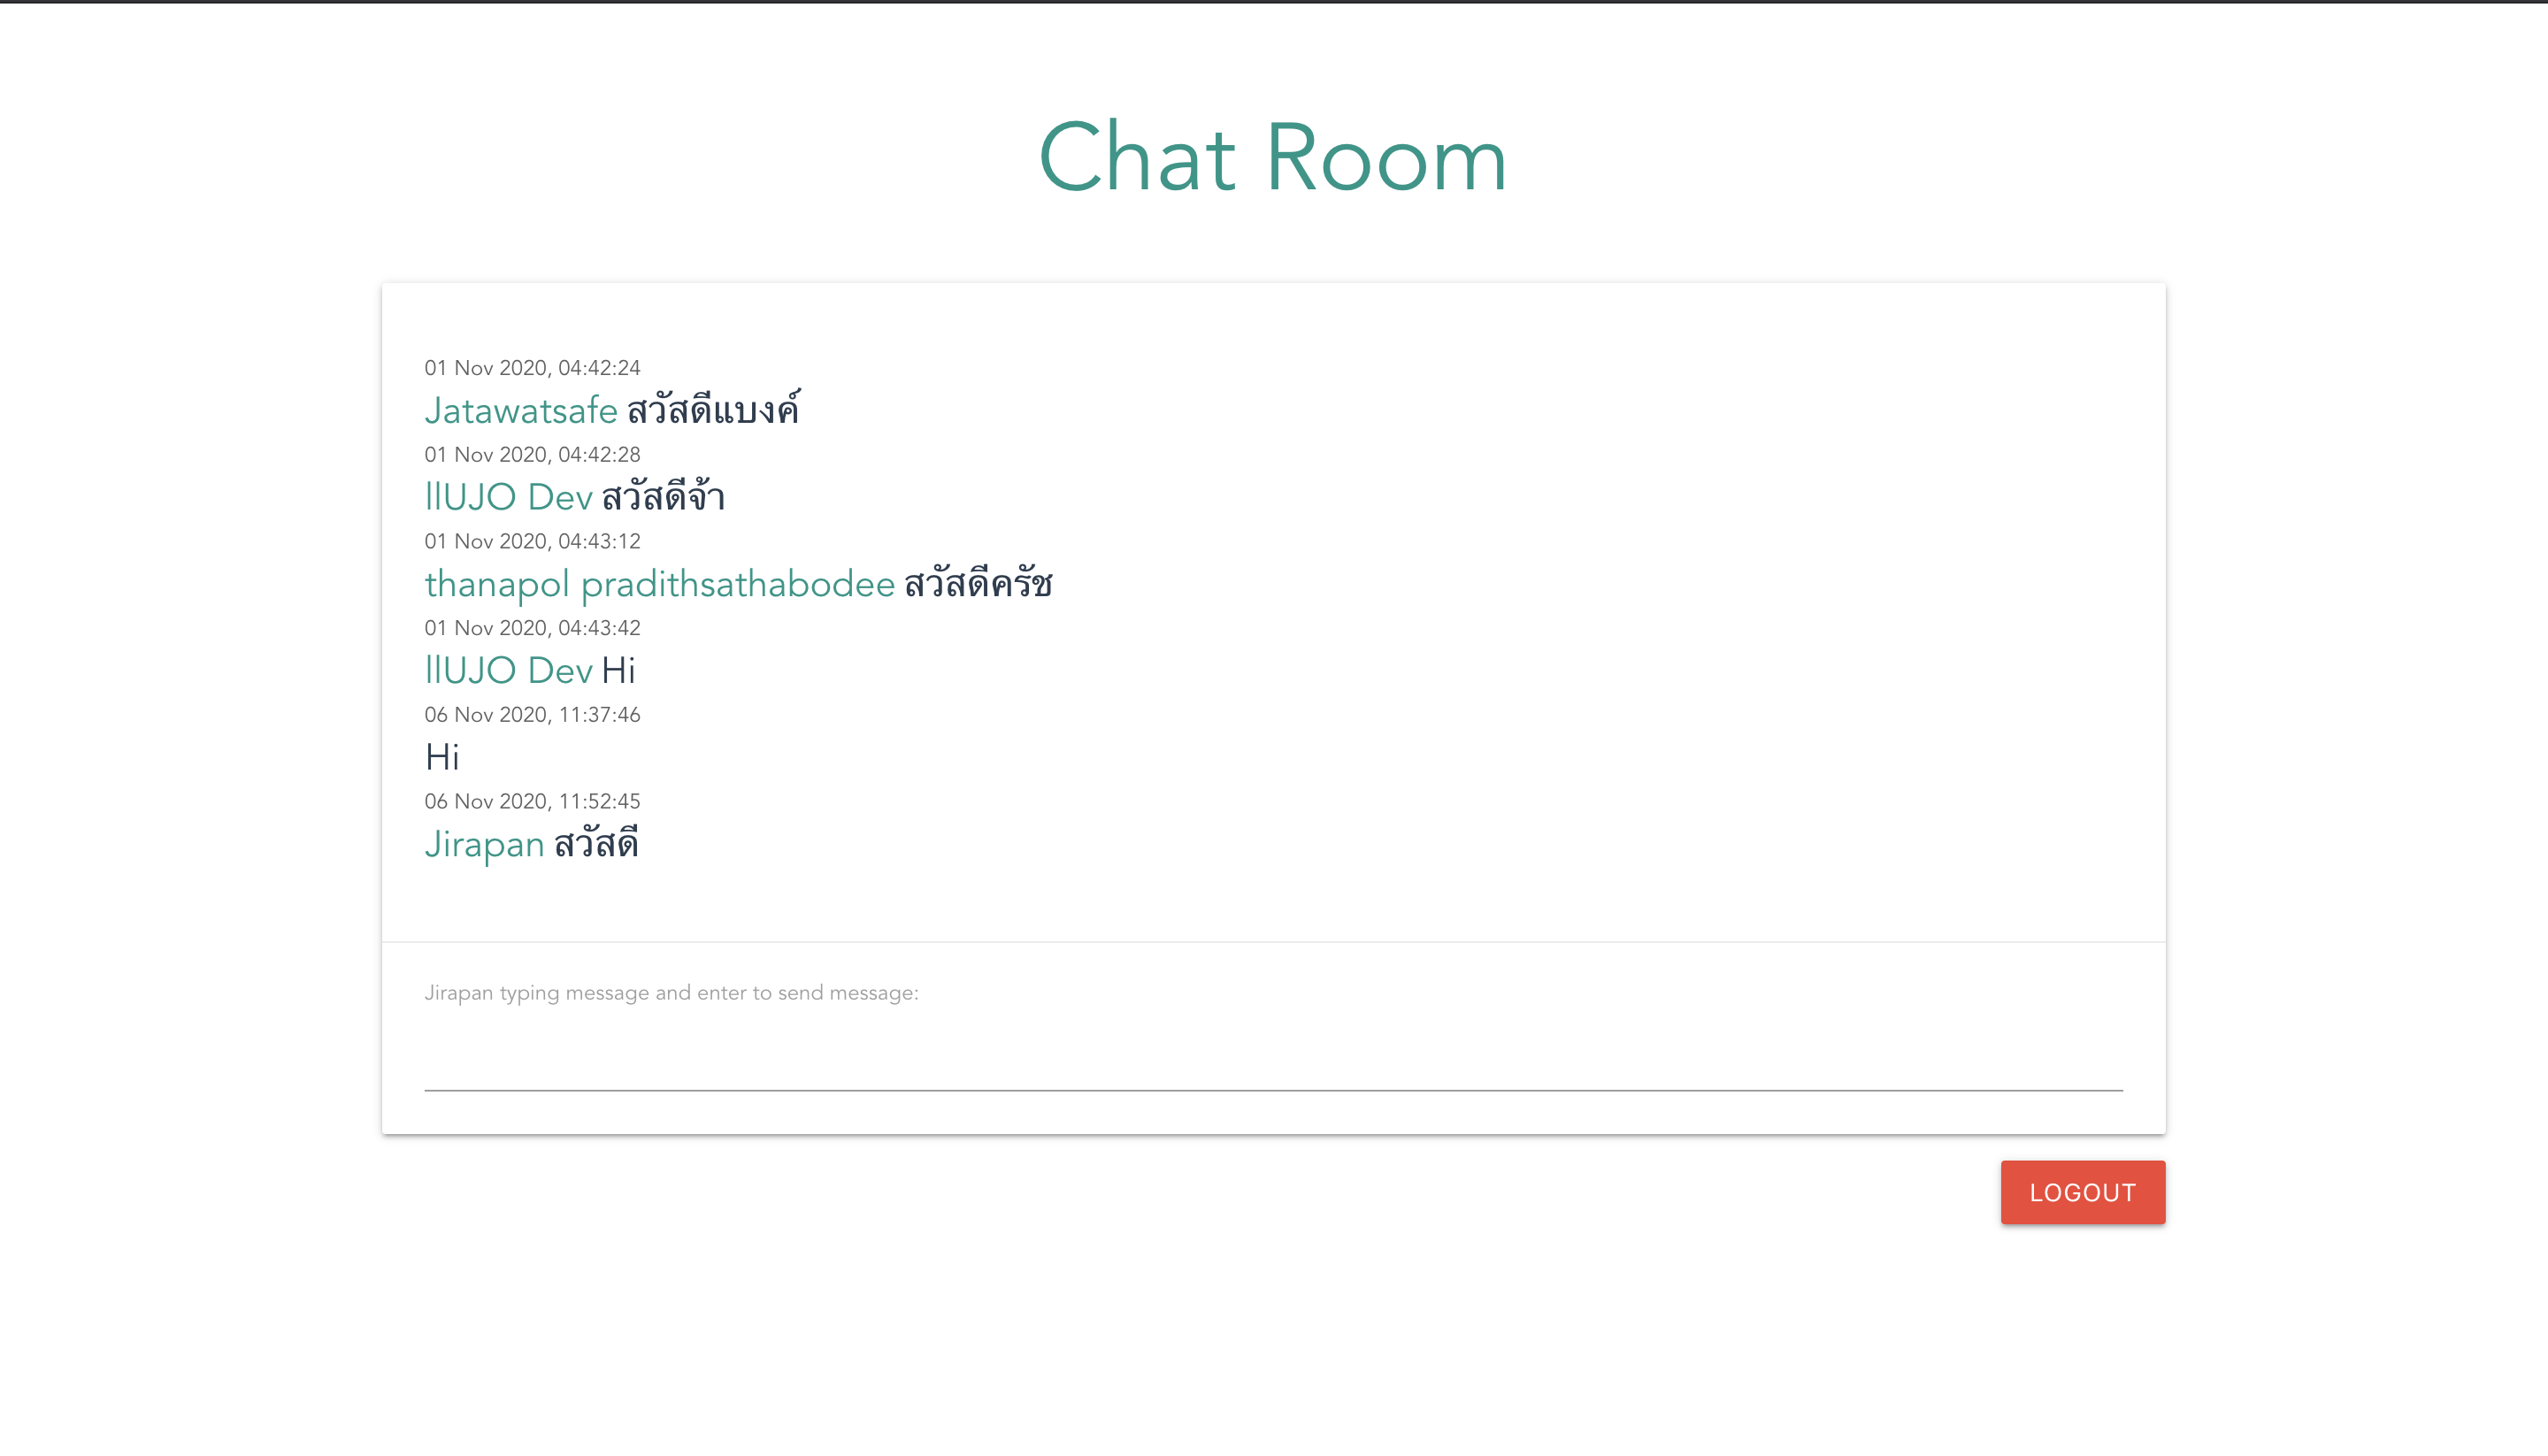 Chat Room
01 Nov 2020, 04:42:24
Jatawatsafe สวัสดีแบงค์
01 Nov 2020, 04:42:28
llUJO Dev สวัสดีจ้า
01 Nov 2020, 04:43:12
thanapol pradithsathabodee สวัสดีครัช
01 Nov 2020, 04:43:42
llUJO Dev Hi
06 Nov 2020, 11:37:46
Hi
06 Nov 2020, 11:52:45
Jirapan สวัสดี
Jirapan typing message and enter to send message:
LOGOUT